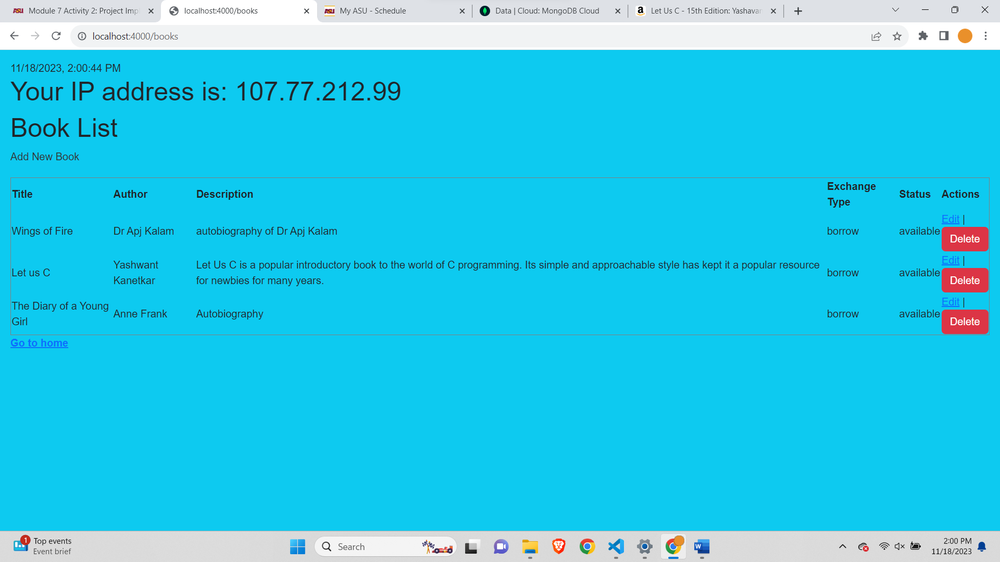 Module 7 Activity 2: Project Impl
localhost:4000/books
My ASU - Schedule
Data | Cloud: MongoDB Cloud
Let Us C - 15th Edition: Yashavan
localhost:4000/books
11/18/2023, 2:00:44 PM
Your IP address is: 107.77.212.99
Book List
Add New Book
Title Author Description Exchange Type Status Actions
Wings of Fire Dr Apj Kalam autobiography of Dr Apj Kalam borrow available Edit | Delete
Let us C Yashwant Kanetkar Let Us C is a popular introductory book to the world of C programming. Its simple and approachable style has kept it a popular resource
for newbies for many years. borrow available Edit | Delete
The Diary of a Young Girl Anne Frank Autobiography borrow available Edit | Delete
Go to home
1
Top events
Event brief
Search
2:00 PM
11/18/2023